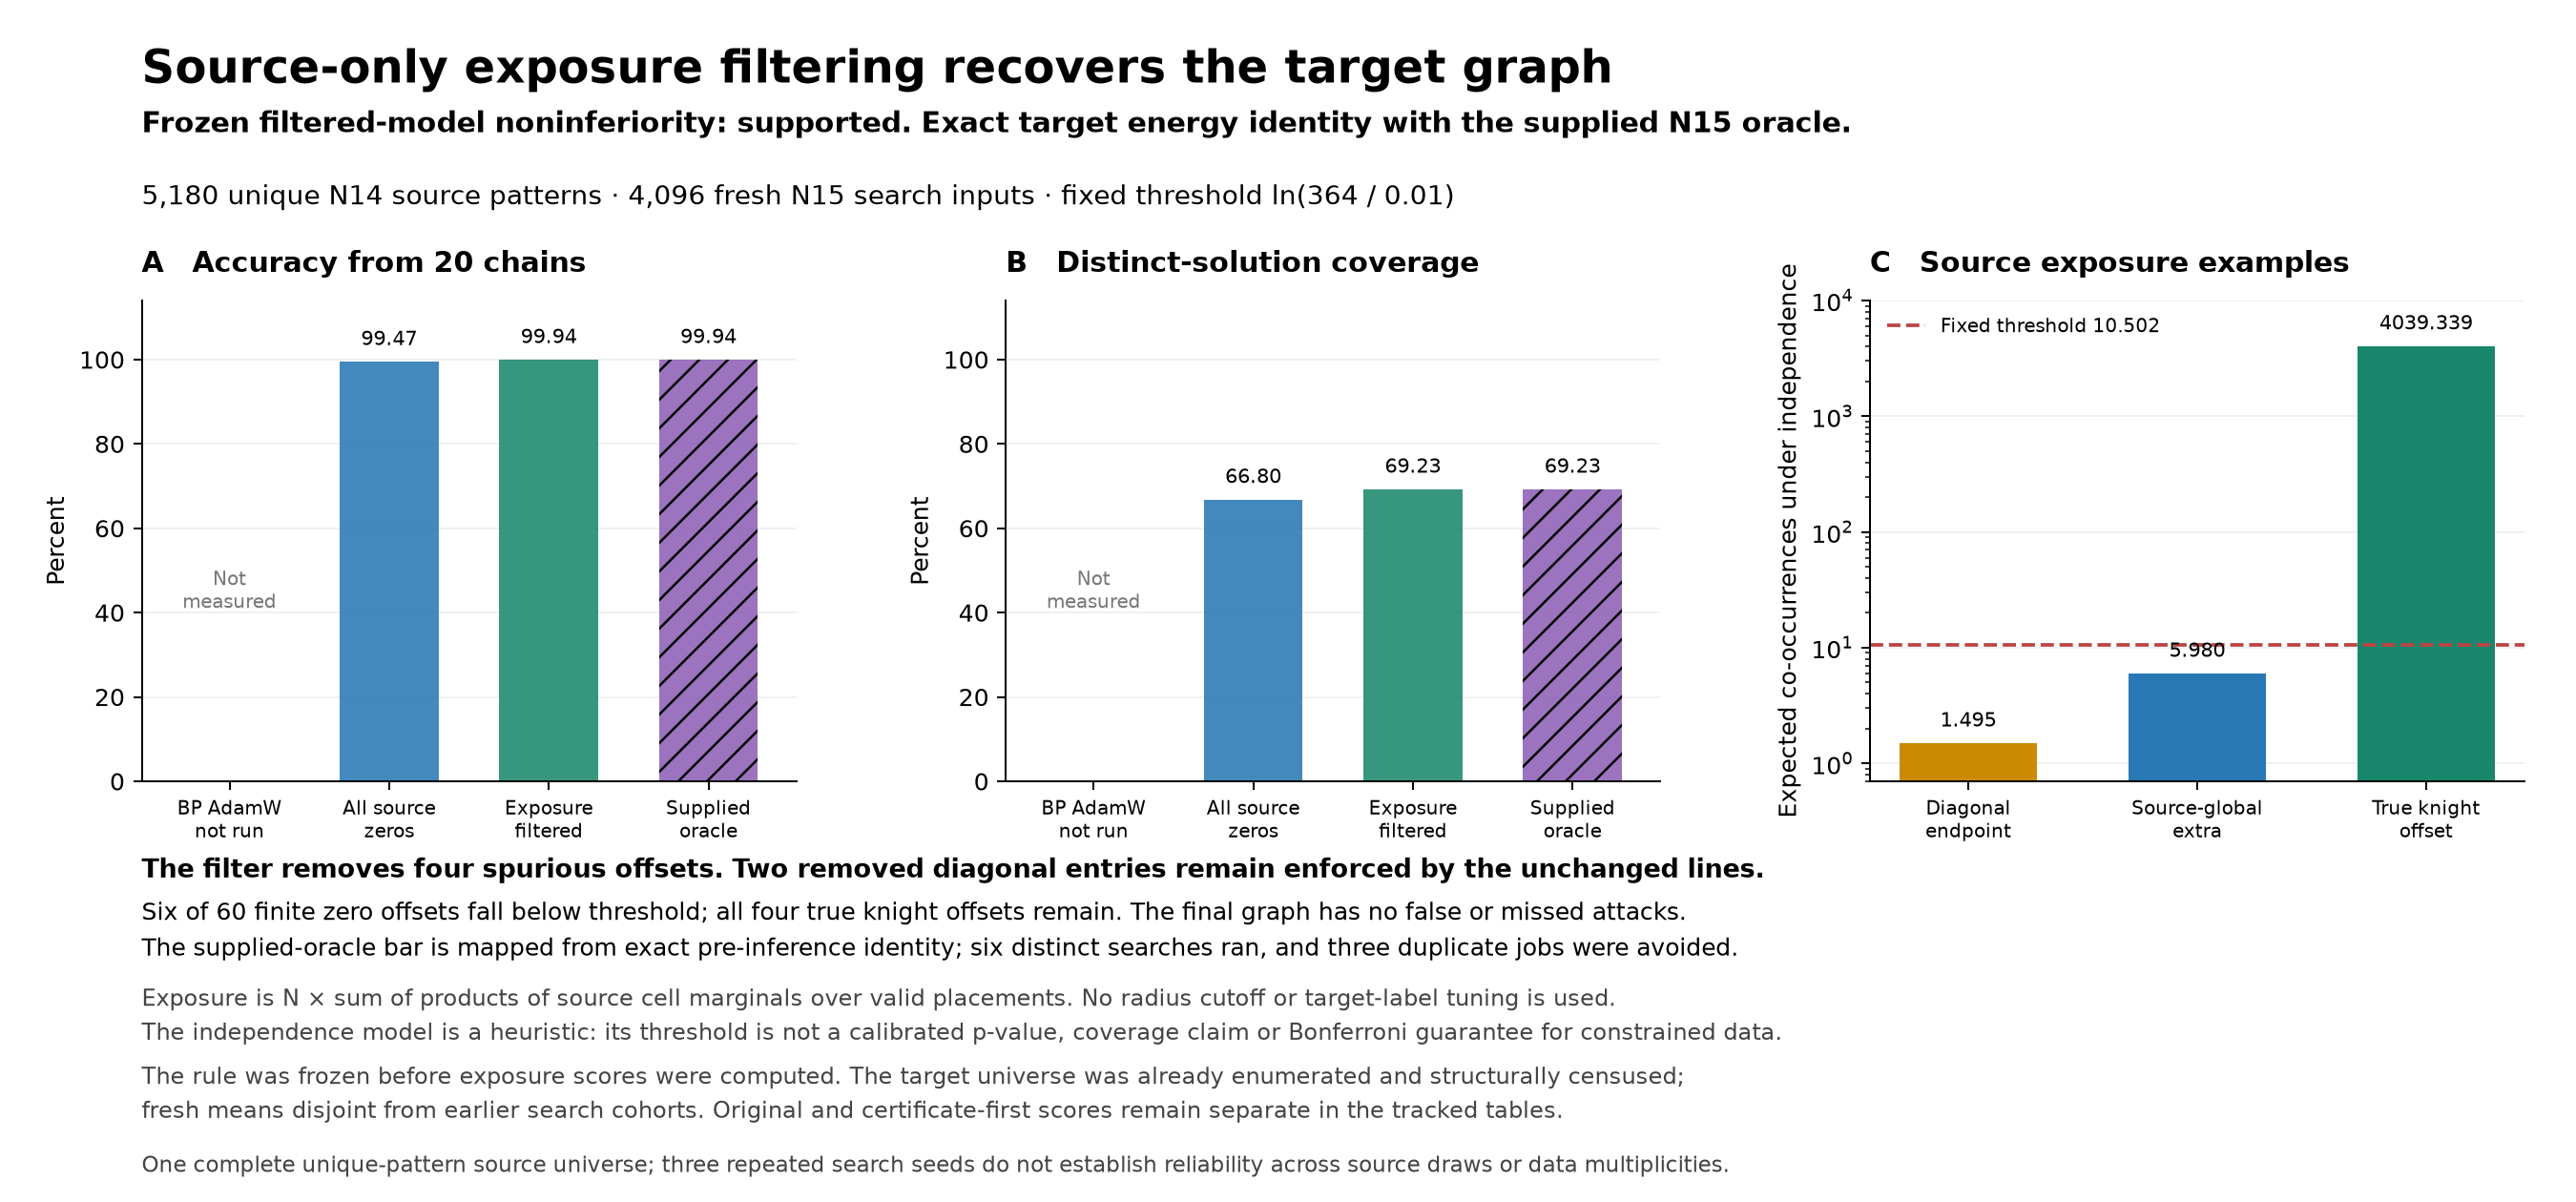 Source-only exposure filtering recovers the target graph
Frozen filtered-model noninferiority: supported. Exact target energy identity with the supplied N15 oracle.
5,180 unique N14 source patterns · 4,096 fresh N15 search inputs · fixed threshold ln(364 / 0.01)
A Accuracy from 20 chains
Percent
100
80
60
40
20
0
99.47
99.94
99.94
Not
measured
BP AdamW
not run
All source
zeros
Exposure
filtered
Supplied
oracle
B Distinct-solution coverage
Percent
100
80
60
40
20
0
66.80
69.23
69.23
Not
measured
BP AdamW
not run
All source
zeros
Exposure
filtered
Supplied
oracle
C Source exposure examples
Expected co-occurrences under independence
10⁴
10³
10²
10¹
10⁰
Fixed threshold 10.502
4039.339
5.980
1.495
Diagonal
endpoint
Source-global
extra
True knight
offset
The filter removes four spurious offsets. Two removed diagonal entries remain enforced by the unchanged lines.
Six of 60 finite zero offsets fall below threshold; all four true knight offsets remain. The final graph has no false or missed attacks.
The supplied-oracle bar is mapped from exact pre-inference identity; six distinct searches ran, and three duplicate jobs were avoided.
Exposure is N × sum of products of source cell marginals over valid placements. No radius cutoff or target-label tuning is used.
The independence model is a heuristic: its threshold is not a calibrated p-value, coverage claim or Bonferroni guarantee for constrained data.
The rule was frozen before exposure scores were computed. The target universe was already enumerated and structurally censused;
fresh means disjoint from earlier search cohorts. Original and certificate-first scores remain separate in the tracked tables.
One complete unique-pattern source universe; three repeated search seeds do not establish reliability across source draws or data multiplicities.